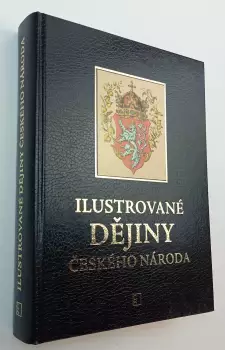 ILUSTROVANÉ DĚJINY ČESKÉHO NÁRODA
ILUSTROVANÉ
DĚJINY
ČESKÉHO NÁRODA